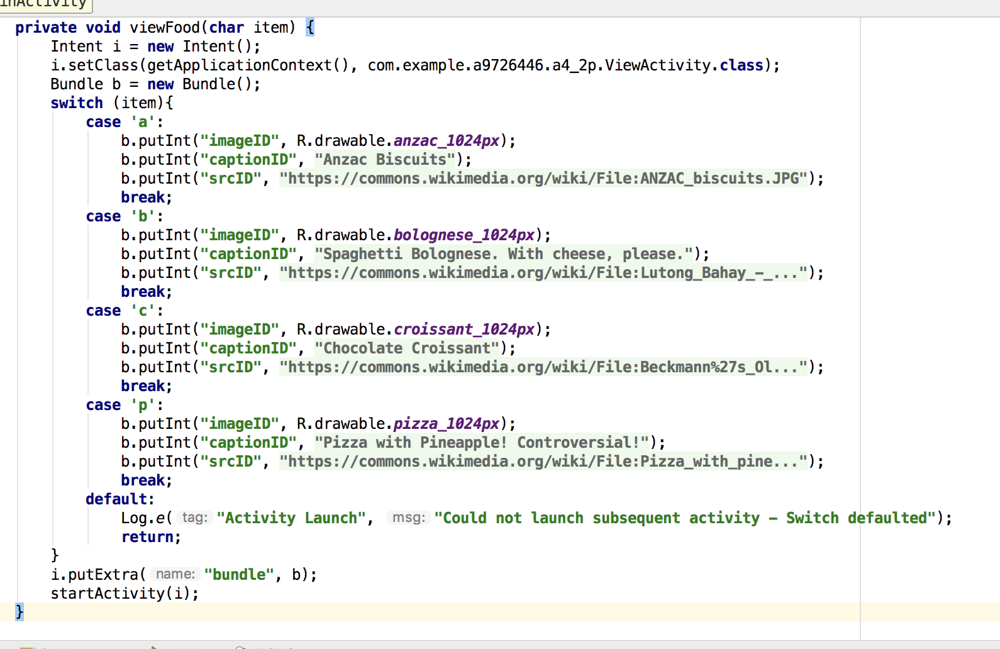 inActivity
private void viewFood(char item) {
Intent i = new Intent();
i.setClass(getApplicationContext(), com.example.a9726446.a4_2p.ViewActivity.class);
Bundle b = new Bundle();
switch (item){
case 'a':
b.putInt("imageID", R.drawable.anzac_1024px);
b.putInt("captionID", "Anzac Biscuits");
b.putInt("srcID", "https://commons.wikimedia.org/wiki/File:ANZAC_biscuits.JPG");
break;
case 'b':
b.putInt("imageID", R.drawable.bolognese_1024px);
b.putInt("captionID", "Spaghetti Bolognese. With cheese, please.");
b.putInt("srcID", "https://commons.wikimedia.org/wiki/File:Lutong_Bahay_-_...");
break;
case 'c':
b.putInt("imageID", R.drawable.croissant_1024px);
b.putInt("captionID", "Chocolate Croissant");
b.putInt("srcID", "https://commons.wikimedia.org/wiki/File:Beckmann%27s_Ol...");
break;
case 'p':
b.putInt("imageID", R.drawable.pizza_1024px);
b.putInt("captionID", "Pizza with Pineapple! Controversial!");
b.putInt("srcID", "https://commons.wikimedia.org/wiki/File:Pizza_with_pine...");
break;
default:
Log.e( tag: "Activity Launch", msg: "Could not launch subsequent activity – Switch defaulted");
return;
}
i.putExtra( name: "bundle", b);
startActivity(i);
}